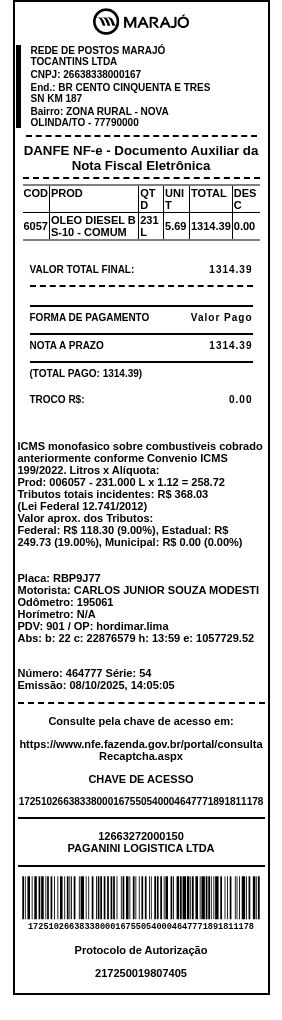 MARAJÓ
REDE DE POSTOS MARAJÓ
TOCANTINS LTDA
CNPJ: 26638338000167
End.: BR CENTO CINQUENTA E TRES
SN KM 187
Bairro: ZONA RURAL - NOVA
OLINDA/TO - 77790000
DANFE NF-e - Documento Auxiliar da
Nota Fiscal Eletrônica
COD PROD QTD UNIT TOTAL DESC
6057 OLEO DIESEL B S-10 - COMUM 231 L 5.69 1314.39 0.00
VALOR TOTAL FINAL: 1314.39
FORMA DE PAGAMENTO Valor Pago
NOTA A PRAZO 1314.39
(TOTAL PAGO: 1314.39)
TROCO R$: 0.00
ICMS monofasico sobre combustiveis cobrado
anteriormente conforme Convenio ICMS
199/2022. Litros x Alíquota:
Prod: 006057 - 231.000 L x 1.12 = 258.72
Tributos totais incidentes: R$ 368.03
(Lei Federal 12.741/2012)
Valor aprox. dos Tributos:
Federal: R$ 118.30 (9.00%), Estadual: R$
249.73 (19.00%), Municipal: R$ 0.00 (0.00%)
Placa: RBP9J77
Motorista: CARLOS JUNIOR SOUZA MODESTI
Odômetro: 195061
Horímetro: N/A
PDV: 901 / OP: hordimar.lima
Abs: b: 22 c: 22876579 h: 13:59 e: 1057729.52
Número: 464777 Série: 54
Emissão: 08/10/2025, 14:05:05
Consulte pela chave de acesso em:
https://www.nfe.fazenda.gov.br/portal/consulta
Recaptcha.aspx
CHAVE DE ACESSO
17251026638338000167550540004647771891811178
12663272000150
PAGANINI LOGISTICA LTDA
17251026638338000167550540004647771891811178
Protocolo de Autorização
217250019807405